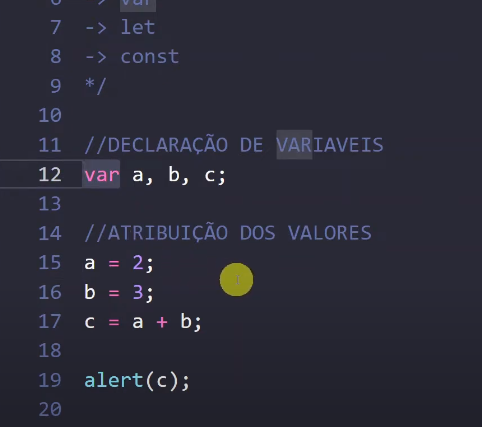 6 -> var
7 -> let
8 -> const
9 */
10
11 //DECLARAÇÃO DE VARIAVEIS
12 var a, b, c;
13
14 //ATRIBUIÇÃO DOS VALORES
15 a = 2;
16 b = 3;
17 c = a + b;
18
19 alert(c);
20